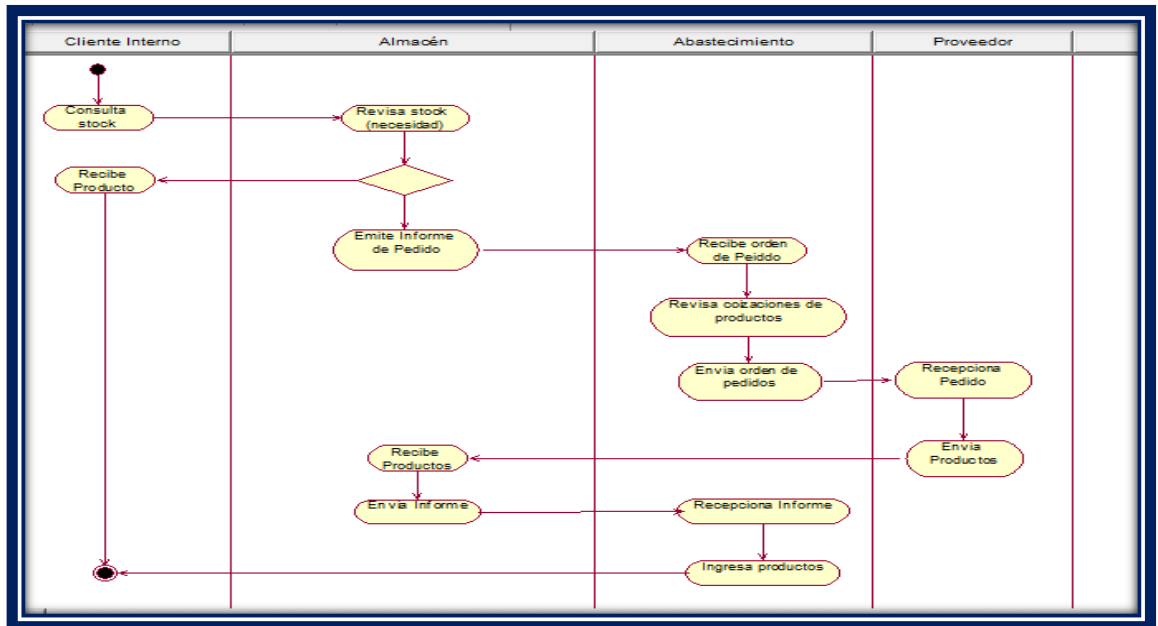 Cliente Interno
Almacén
Abastecimiento
Proveedor
Consulta
stock
Revisa stock
(necesidad)
Recibe
Producto
Emite Informe
de Pedido
Recibe orden
de Peiddo
Revisa coizaciones de
productos
Envia orden de
pedidos
Recepciona
Pedido
Envia
Productos
Recibe
Productos
Envia Informe
Recepciona Informe
Ingresa productos